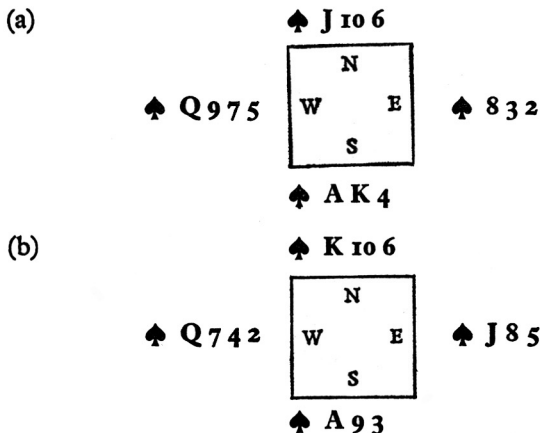 (a) ♠ J 10 6
N
♠ Q 9 7 5 W E ♠ 8 3 2
S
♠ A K 4
(b) ♠ K 10 6
N
♠ Q 7 4 2 W E ♠ J 8 5
S
♠ A 9 3